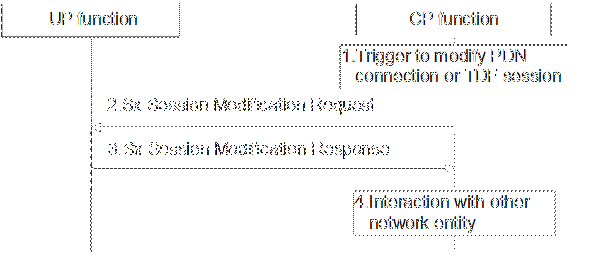 UP function
CP function
1.Trigger to modify PDN
connection or TDF session
2.Sx Session Modification Request
3.Sx Session Modification Response
4.Interaction with other
network entity